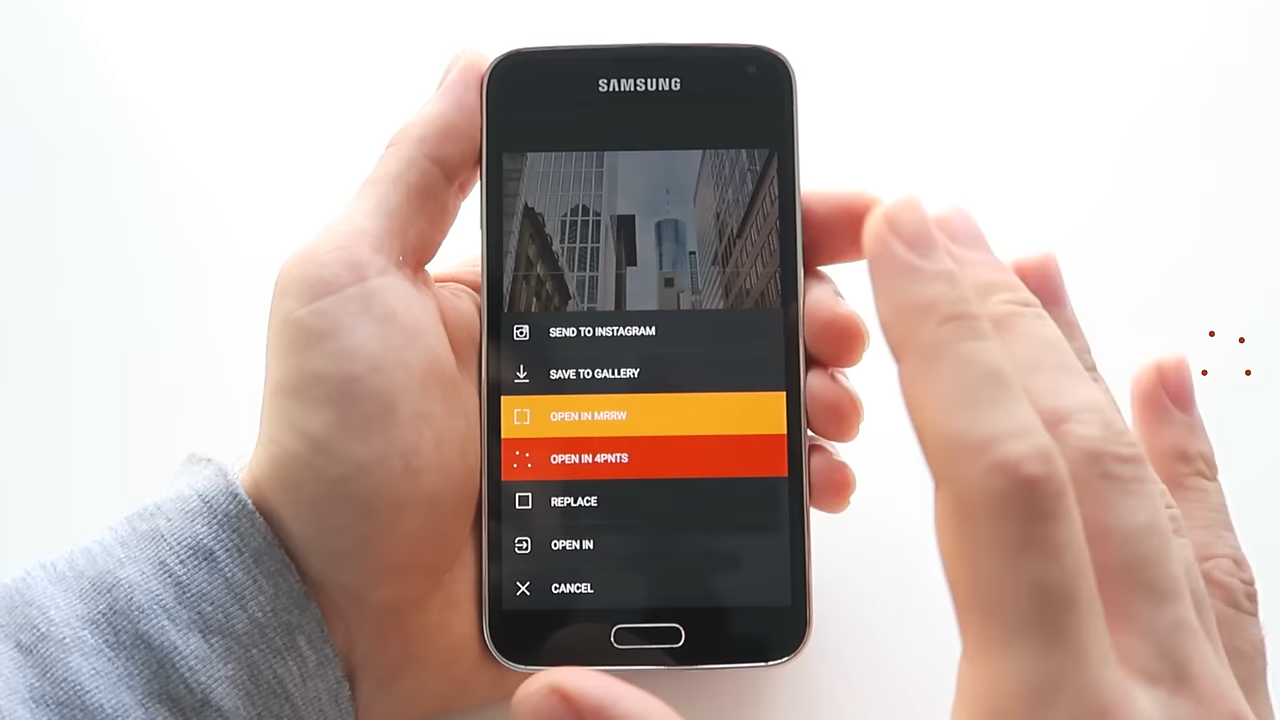 SAMSUNG
SEND TO INSTAGRAM
SAVE TO GALLERY
OPEN IN MRRW
OPEN IN 4PNTS
REPLACE
OPEN IN
CANCEL